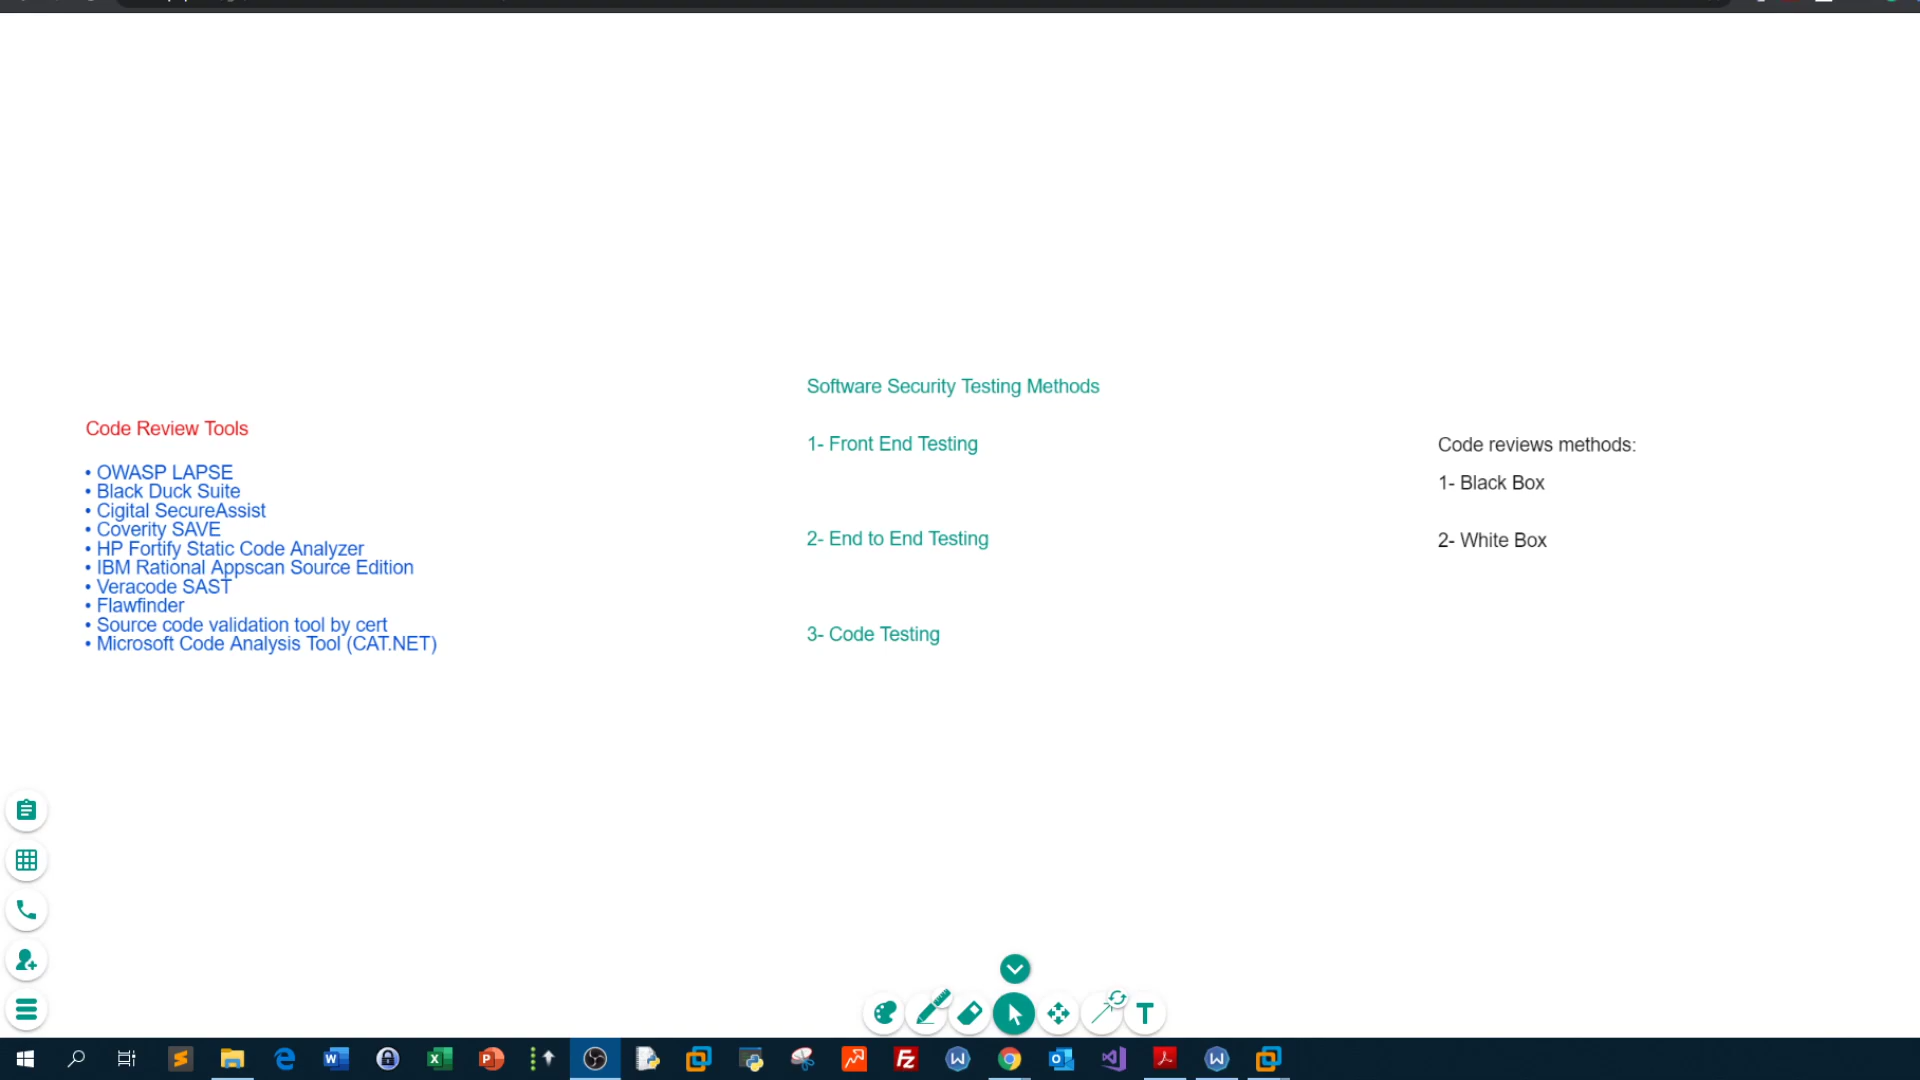 Code Review Tools
• OWASP LAPSE
• Black Duck Suite
• Cigital SecureAssist
• Coverity SAVE
• HP Fortify Static Code Analyzer
• IBM Rational Appscan Source Edition
• Veracode SAST
• Flawfinder
• Source code validation tool by cert
• Microsoft Code Analysis Tool (CAT.NET)
Software Security Testing Methods
1- Front End Testing
2- End to End Testing
3- Code Testing
Code reviews methods:
1- Black Box
2- White Box